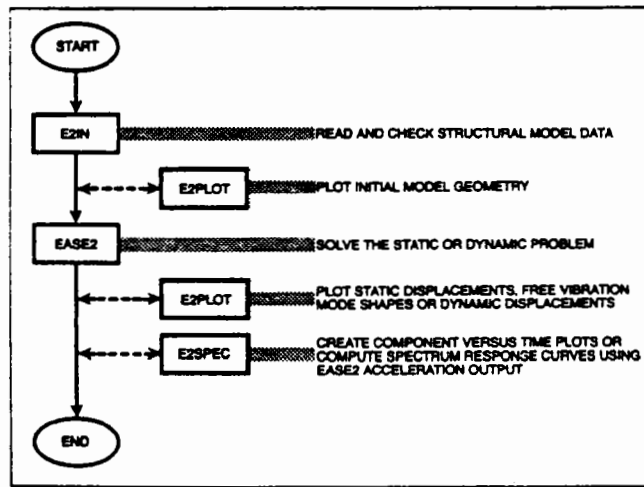 START
E2IN
READ AND CHECK STRUCTURAL MODEL DATA
E2PLOT
PLOT INITIAL MODEL GEOMETRY
EASE2
SOLVE THE STATIC OR DYNAMIC PROBLEM
E2PLOT
PLOT STATIC DISPLACEMENTS, FREE VIBRATION
MODE SHAPES OR DYNAMIC DISPLACEMENTS
E2SPEC
CREATE COMPONENT VERSUS TIME PLOTS OR
COMPUTE SPECTRUM RESPONSE CURVES USING
EASE2 ACCELERATION OUTPUT
END